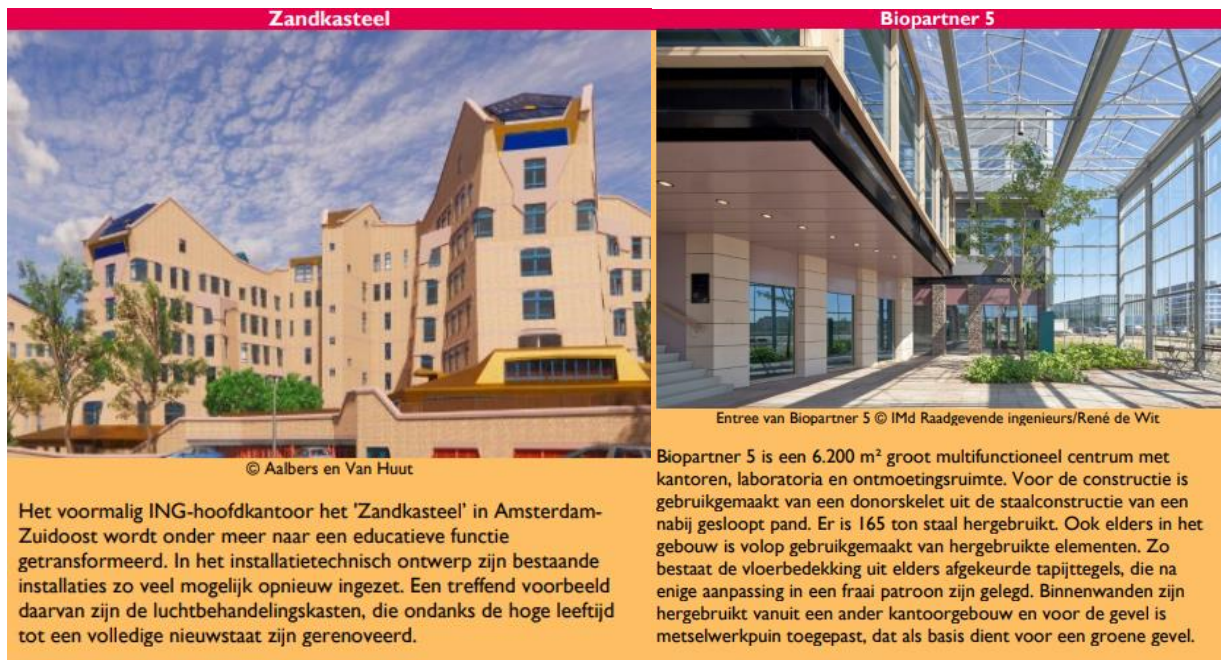 Zandkasteel
© Aalbers en Van Huut
Het voormalig ING-hoofdkantoor het 'Zandkasteel' in Amsterdam-
Zuidoost wordt onder meer naar een educatieve functie
getransformeerd. In het installatietechnisch ontwerp zijn bestaande
installaties zo veel mogelijk opnieuw ingezet. Een treffend voorbeeld
daarvan zijn de luchtbehandelingskasten, die ondanks de hoge leeftijd
tot een volledige nieuwstaat zijn gerenoveerd.
Biopartner 5
Entree van Biopartner 5 © IMd Raadgevende ingenieurs/René de Wit
Biopartner 5 is een 6.200 m² groot multifunctioneel centrum met
kantoren, laboratoria en ontmoetingsruimte. Voor de constructie is
gebruikgemaakt van een donorskelet uit de staalconstructie van een
nabij gesloopt pand. Er is 165 ton staal hergebruikt. Ook elders in het
gebouw is volop gebruikgemaakt van hergebruikte elementen. Zo
bestaat de vloerbedekking uit elders afgekeurde tapijttegels, die na
enige aanpassing in een fraai patroon zijn gelegd. Binnenwanden zijn
hergebruikt vanuit een ander kantoorgebouw en voor de gevel is
metselwerkpuin toegepast, dat als basis dient voor een groene gevel.